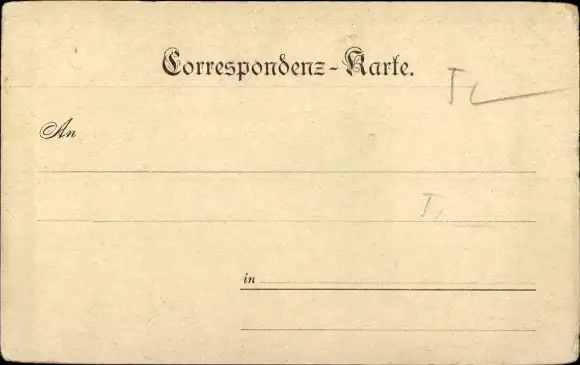 Correspondenz-Karte.
An
in